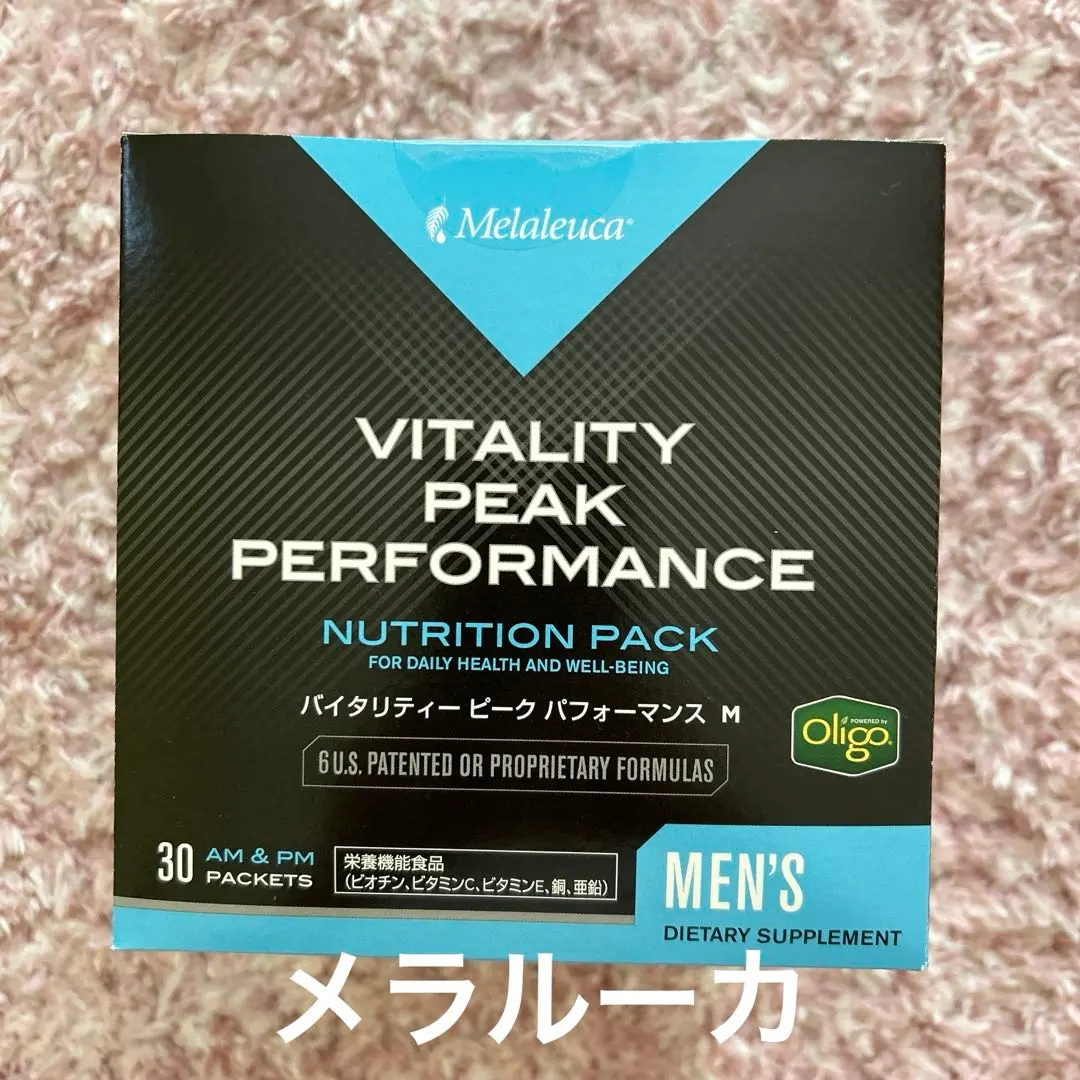 Melaleuca®
VITALITY
PEAK
PERFORMANCE
NUTRITION PACK
FOR DAILY HEALTH AND WELL-BEING
バイタリティー ピーク パフォーマンス M
POWERED by
Oligo®
6 U.S. PATENTED OR PROPRIETARY FORMULAS
30 AM & PM
PACKETS
栄養機能食品
(ビオチン、ビタミンC、ビタミンE、銅、亜鉛)
MEN'S
DIETARY SUPPLEMENT
メラルーカ